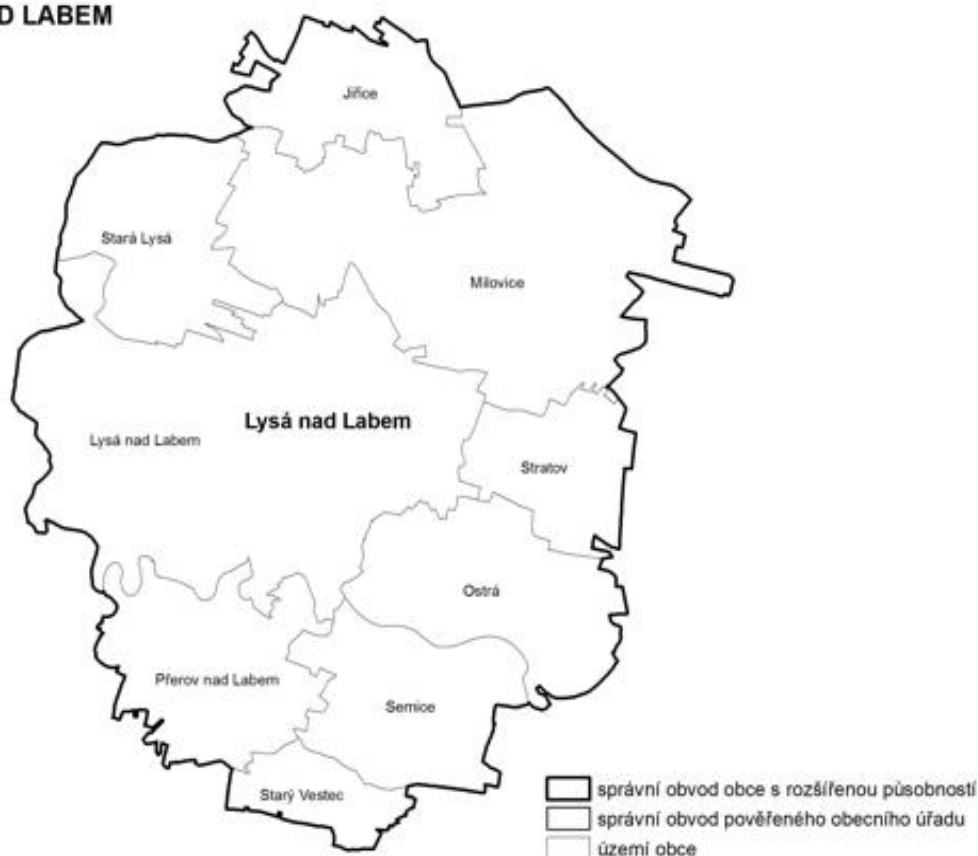 D LABEM
Jiřice
Stará Lysá
Milovice
Lysá nad Labem
Lysá nad Labem
Stratov
Ostrá
Přerov nad Labem
Semice
Starý Vestec
správní obvod obce s rozšířenou působností
správní obvod pověřeného obecního úřadu
území obce